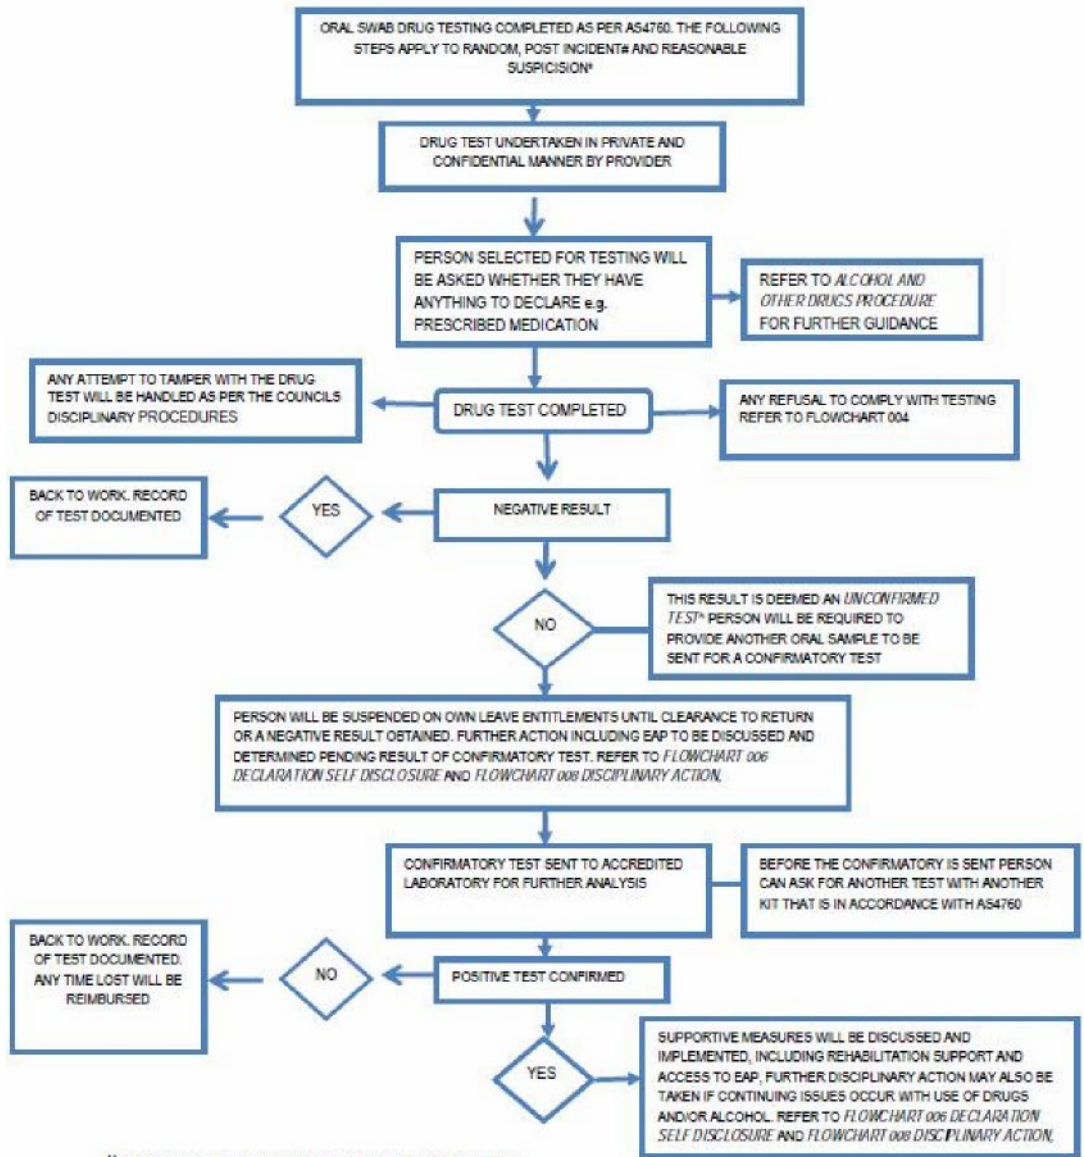 ORAL SWAB DRUG TESTING COMPLETED AS PER AS4760. THE FOLLOWING
STEPS APPLY TO RANDOM, POST INCIDENT# AND REASONABLE
SUSPICISION*
DRUG TEST UNDERTAKEN IN PRIVATE AND
CONFIDENTIAL MANNER BY PROVIDER
PERSON SELECTED FOR TESTING WILL
BE ASKED WHETHER THEY HAVE
ANYTHING TO DECLARE e.g.
PRESCRIBED MEDICATION
REFER TO ALCOHOL AND
OTHER DRUGS PROCEDURE
FOR FURTHER GUIDANCE
ANY ATTEMPT TO TAMPER WITH THE DRUG
TEST WILL BE HANDLED AS PER THE COUNCILS
DISCIPLINARY PROCEDURES
DRUG TEST COMPLETED
ANY REFUSAL TO COMPLY WITH TESTING
REFER TO FLOWCHART 004
BACK TO WORK. RECORD
OF TEST DOCUMENTED
YES
NEGATIVE RESULT
NO
THIS RESULT IS DEEMED AN UNCONFIRMED
TEST^ PERSON WILL BE REQUIRED TO
PROVIDE ANOTHER ORAL SAMPLE TO BE
SENT FOR A CONFIRMATORY TEST
PERSON WILL BE SUSPENDED ON OWN LEAVE ENTITLEMENTS UNTIL CLEARANCE TO RETURN
OR A NEGATIVE RESULT OBTAINED. FURTHER ACTION INCLUDING EAP TO BE DISCUSSED AND
DETERMINED PENDING RESULT OF CONFIRMATORY TEST. REFER TO FLOWCHART 006
DECLARATION SELF DISCLOSURE AND FLOWCHART 008 DISCIPLINARY ACTION,
CONFIRMATORY TEST SENT TO ACCREDITED
LABORATORY FOR FURTHER ANALYSIS
BEFORE THE CONFIRMATORY IS SENT PERSON
CAN ASK FOR ANOTHER TEST WITH ANOTHER
KIT THAT IS IN ACCORDANCE WITH AS4760
BACK TO WORK. RECORD
OF TEST DOCUMENTED.
ANY TIME LOST WILL BE
REIMBURSED
NO
POSITIVE TEST CONFIRMED
YES
SUPPORTIVE MEASURES WILL BE DISCUSSED AND
IMPLEMENTED, INCLUDING REHABILITATION SUPPORT AND
ACCESS TO EAP, FURTHER DISCIPLINARY ACTION MAY ALSO BE
TAKEN IF CONTINUING ISSUES OCCUR WITH USE OF DRUGS
AND/OR ALCOHOL. REFER TO FLOWCHART 006 DECLARATION
SELF DISCLOSURE AND FLOWCHART 008 DISCIPLINARY ACTION,